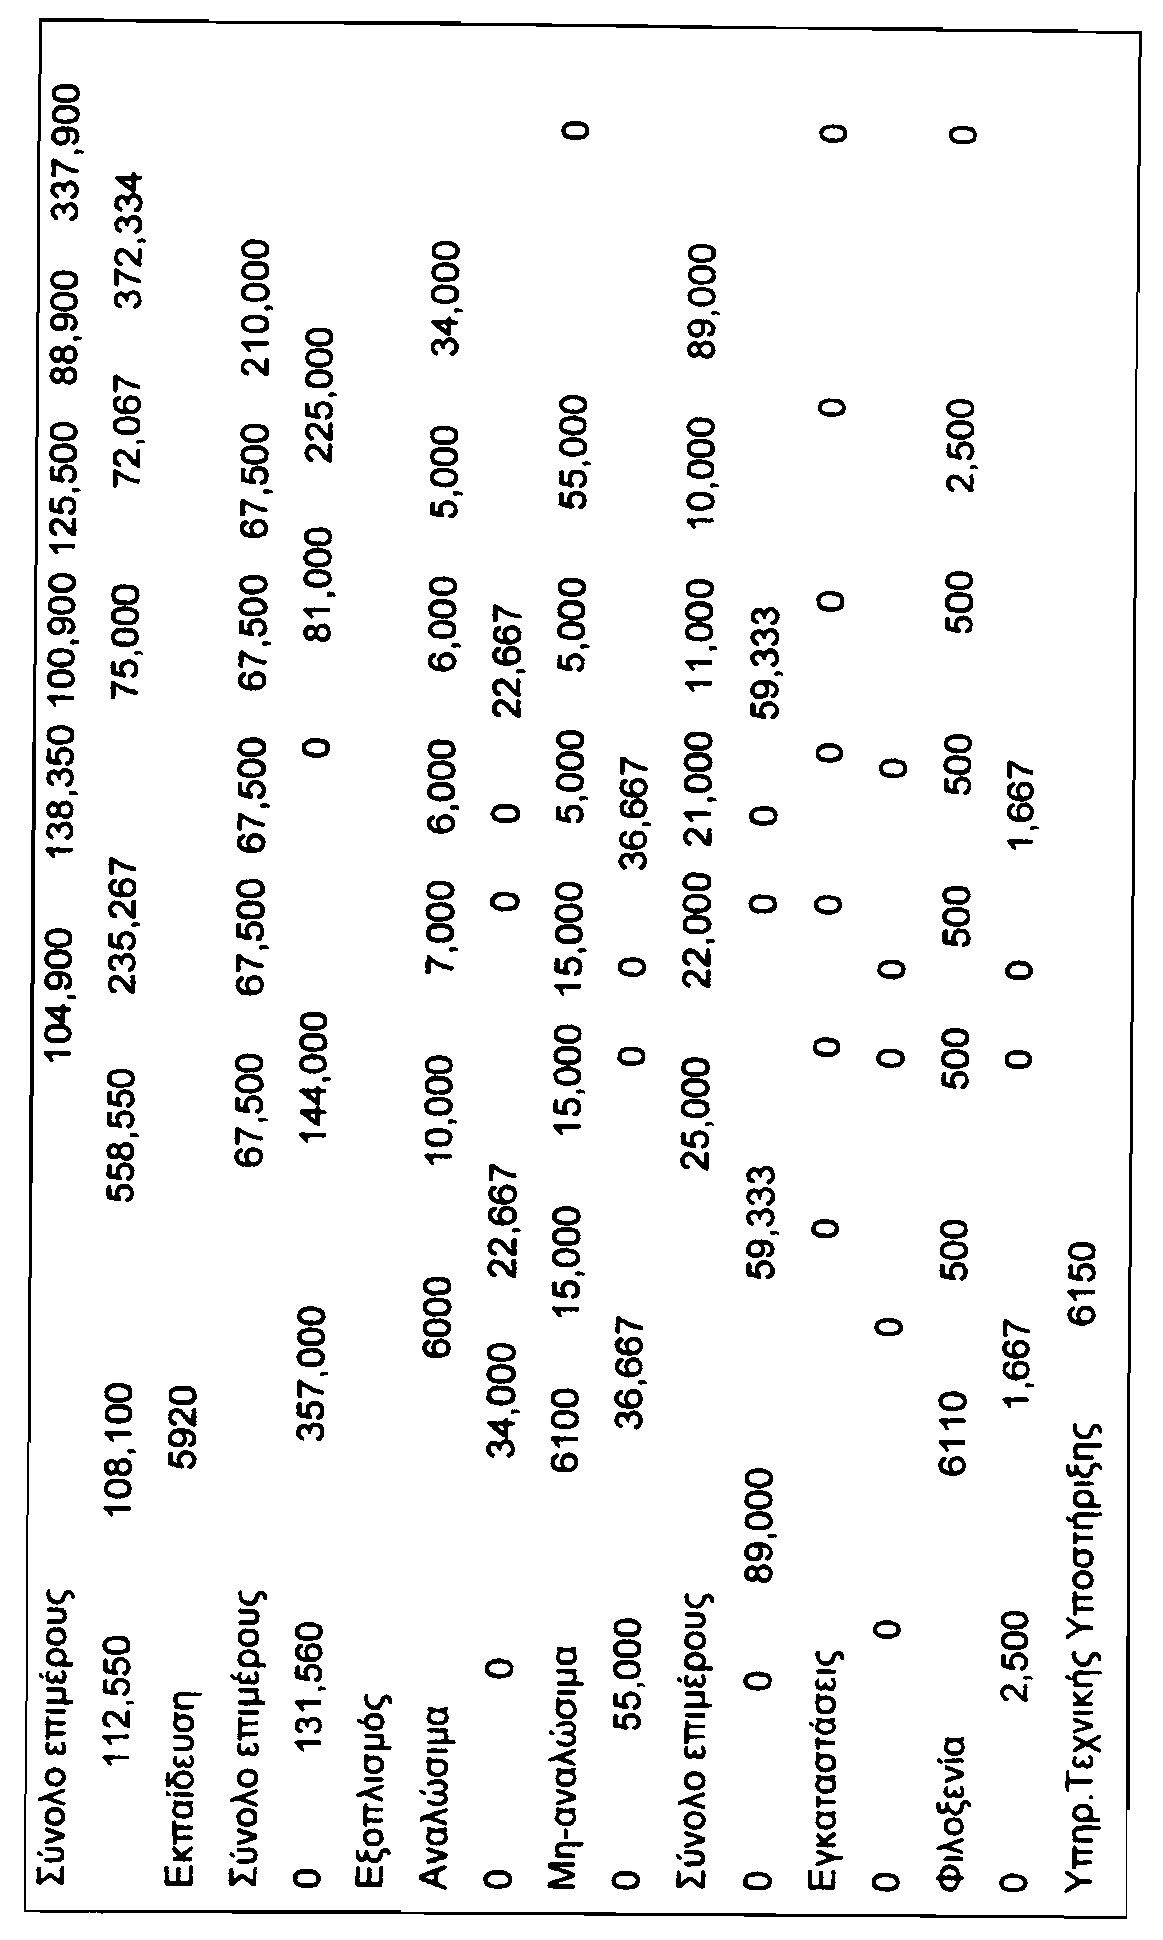 Σύνολο επιμέρους 104,900 138,350 100,900 125,500 88,900 337,900
112,550 108,100 558,550 235,267 75,000 72,067 372,334
Εκπαίδευση 5920
Σύνολο επιμέρους 67,500 67,500 67,500 67,500 67,500 210,000
0 131,560 357,000 144,000 0 81,000 225,000
Εξοπλισμός
Αναλώσιμα 6000 10,000 7,000 6,000 6,000 5,000 34,000
0 0 34,000 22,667 0 0 22,667
Μη-αναλώσιμα 6100 15,000 15,000 15,000 5,000 5,000 55,000 0
0 55,000 36,667 0 0 36,667
Σύνολο επιμέρους 25,000 22,000 21,000 11,000 10,000 89,000
0 0 89,000 59,333 0 0 59,333
Εγκαταστάσεις 0 0 0 0 0 0 0
0 0 0 0 0 0
Φιλοξενία 6110 500 500 500 500 500 2,500 0
0 2,500 1,667 0 0 1,667
Υπηρ.Τεχνικής Υποστήριξης 6150